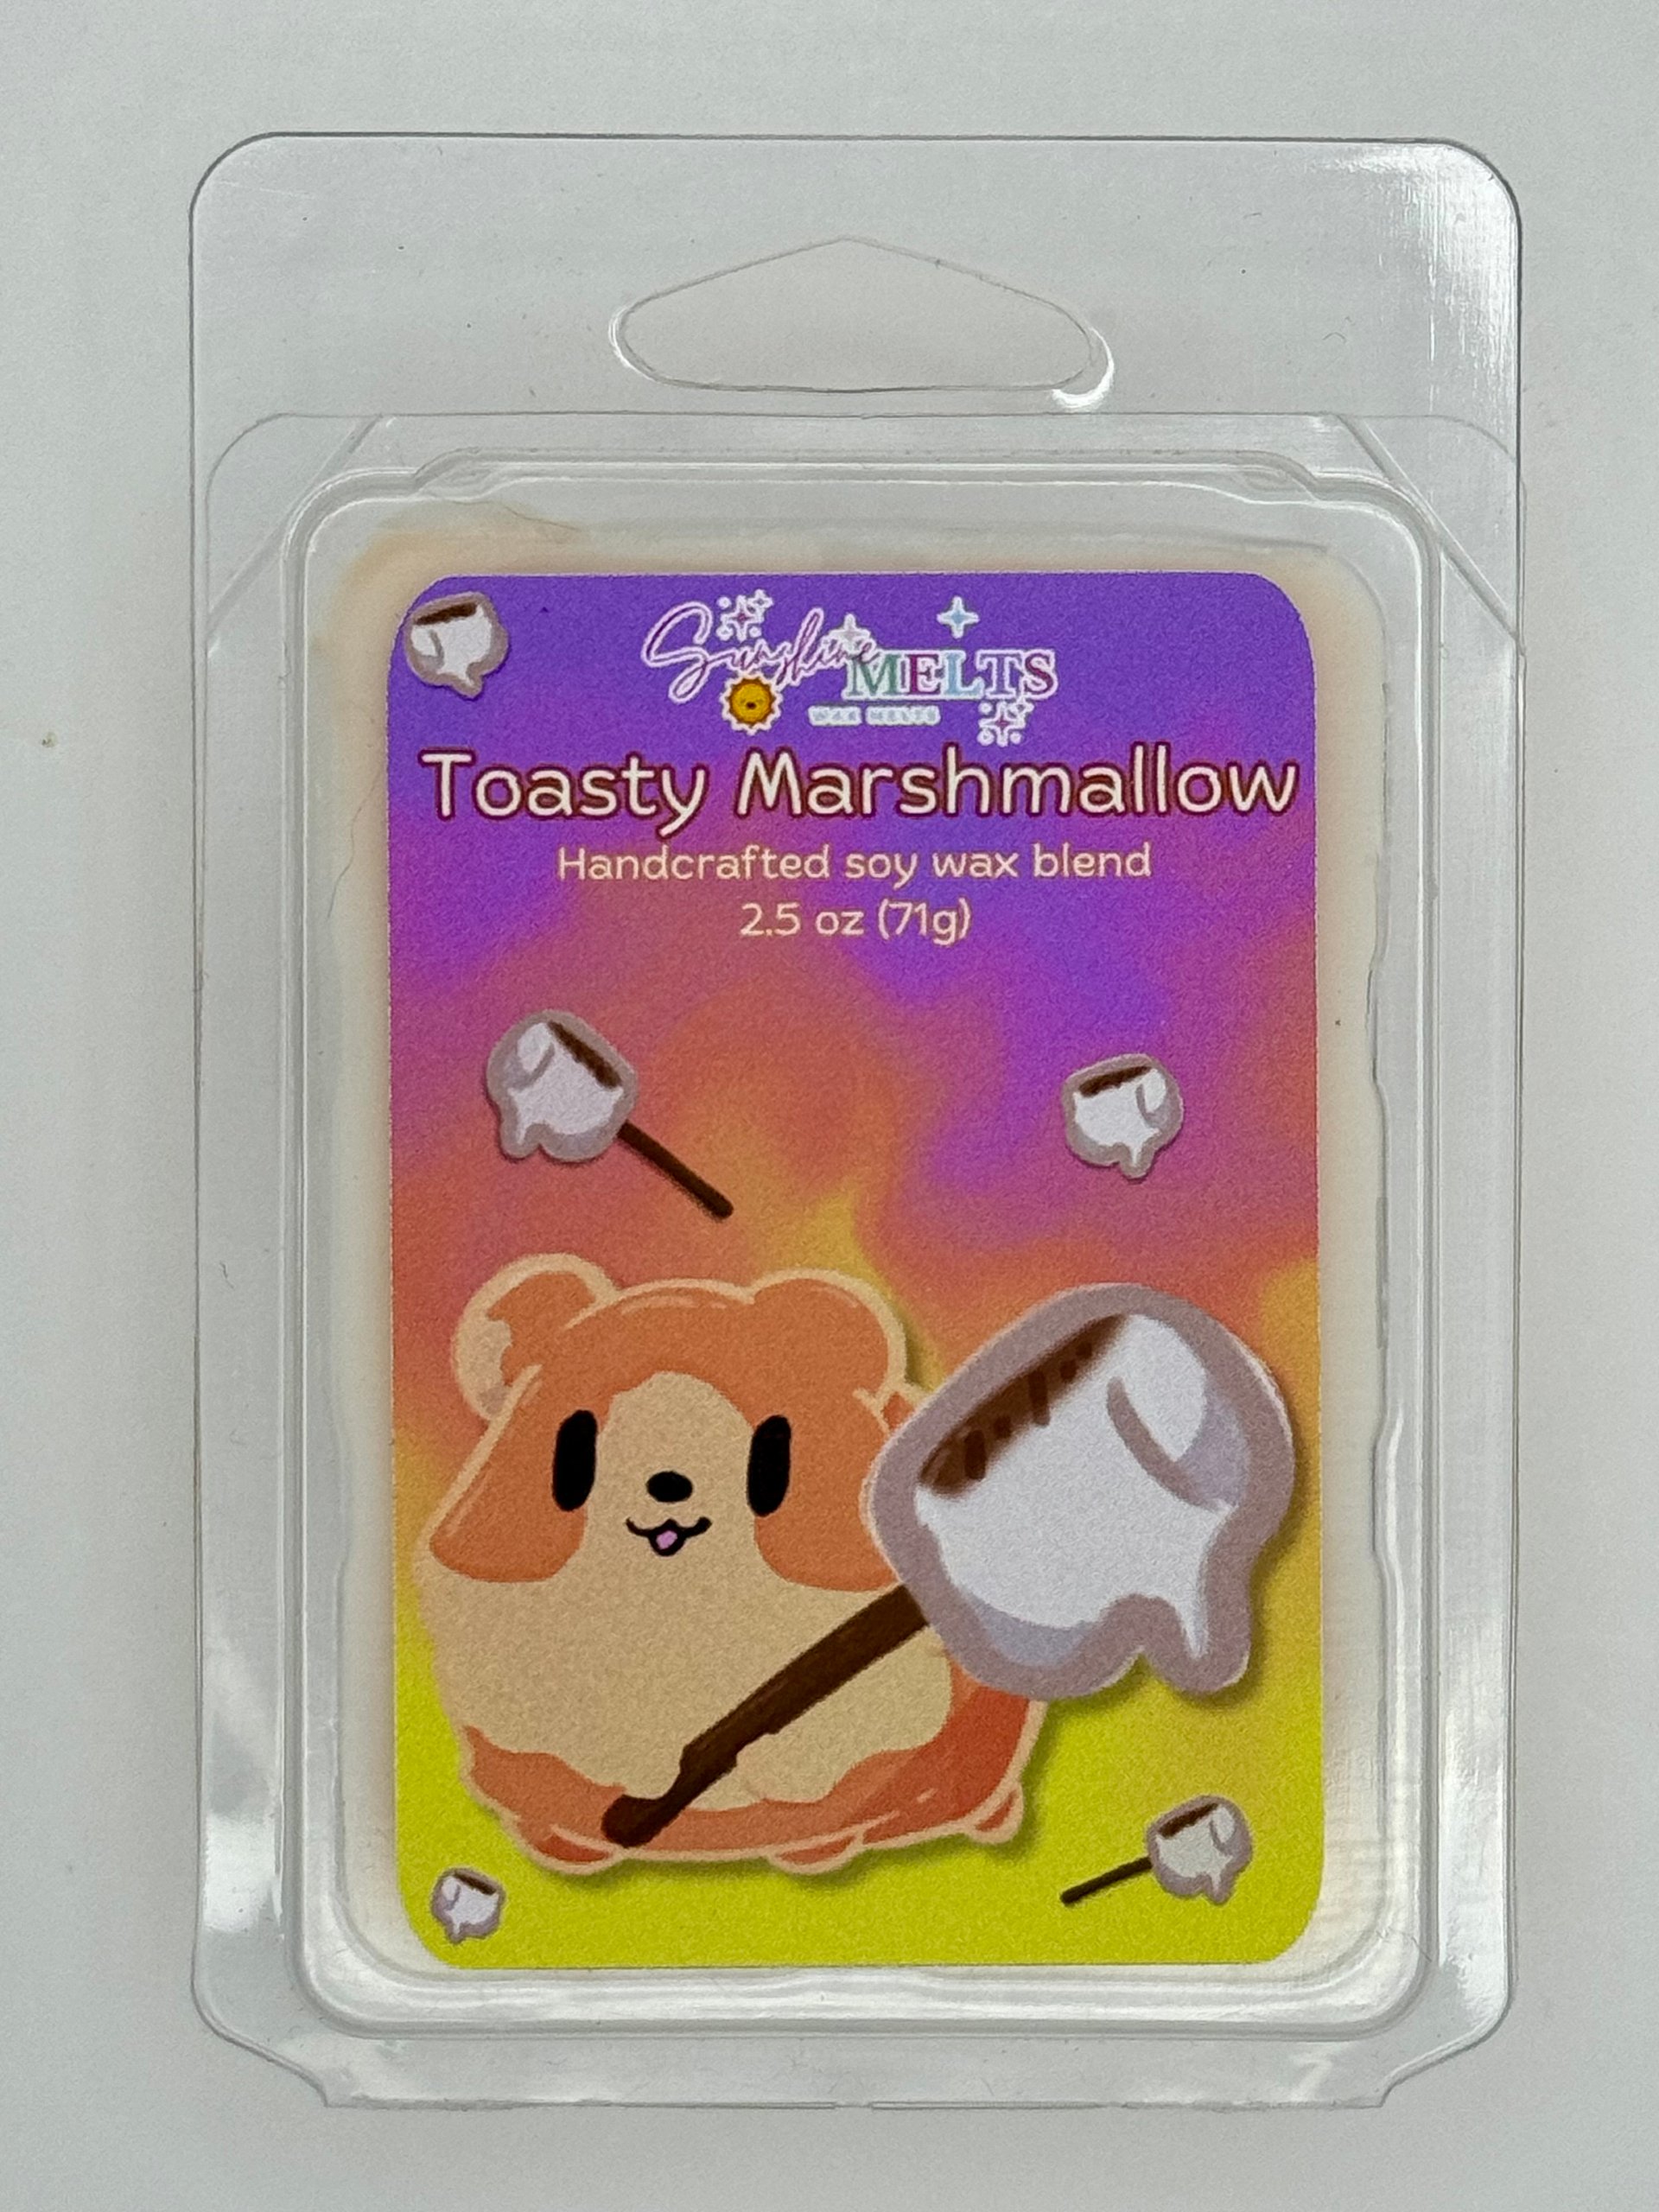 Sunshine MELTS
WAX MELTS
Toasty Marshmallow
Handcrafted soy wax blend
2.5 oz (71g)